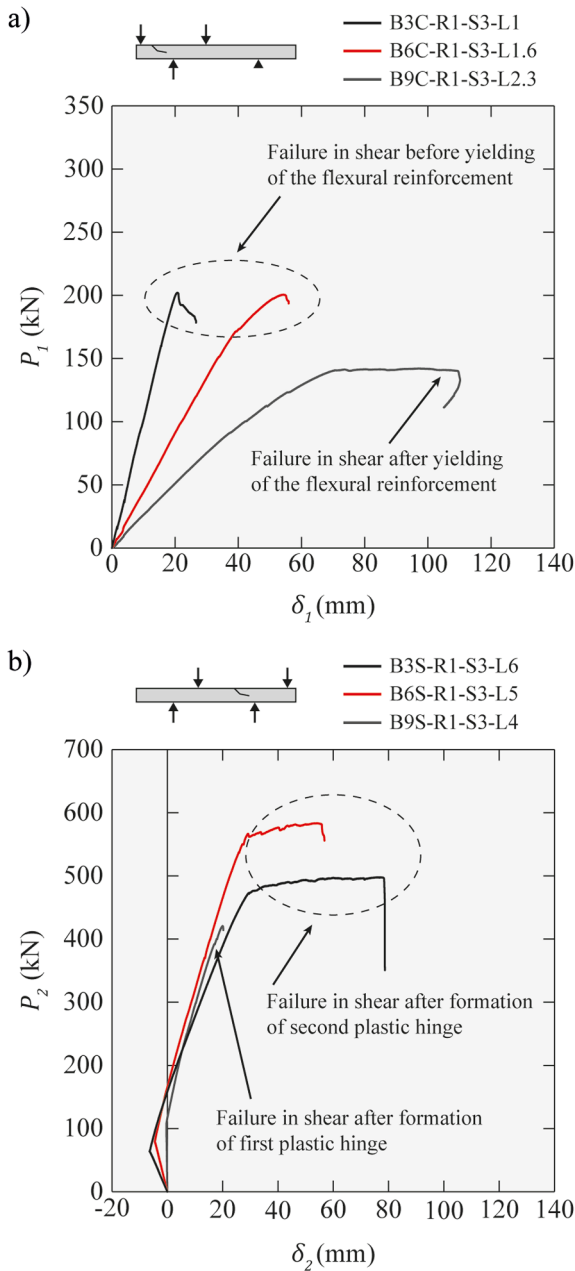 a)
B3C-R1-S3-L1
B6C-R1-S3-L1.6
B9C-R1-S3-L2.3
350
300
250
200
150
100
50
0
P1 (kN)
Failure in shear before yielding
of the flexural reinforcement
Failure in shear after yielding
of the flexural reinforcement
0 20 40 60 80 100 120 140
δ1 (mm)
b)
B3S-R1-S3-L6
B6S-R1-S3-L5
B9S-R1-S3-L4
700
600
500
400
300
200
100
0
P2 (kN)
Failure in shear after formation
of second plastic hinge
Failure in shear after formation
of first plastic hinge
-20 0 20 40 60 80 100 120 140
δ2 (mm)